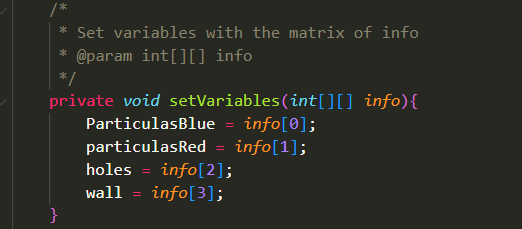 /*
* Set variables with the matrix of info
* @param int[][] info
*/
private void setVariables(int[][] info){
ParticulasBlue = info[0];
particulasRed = info[1];
holes = info[2];
wall = info[3];
}